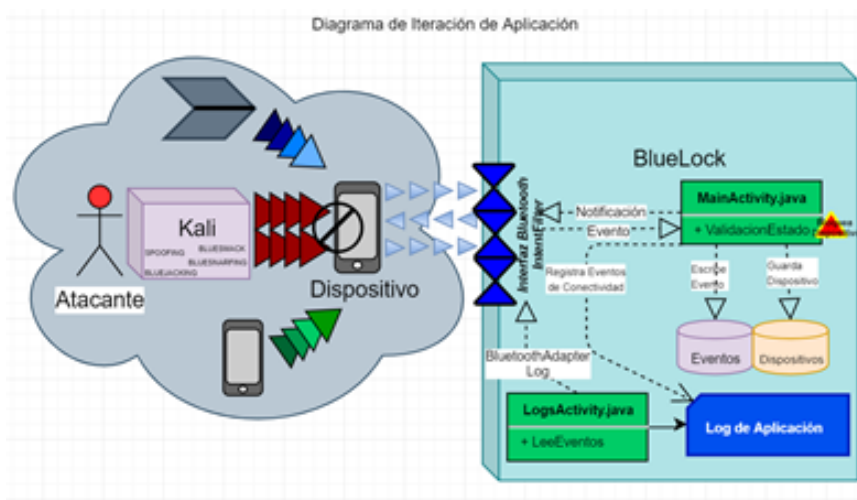 Diagrama de Iteración de Aplicación
BlueLock
Kali
SPOOFING
BLUESMACK
BLUESNARPING
BLUEJACKING
Atacante
Dispositivo
Interfaz Bluetooth
IntentFilter
MainActivity.java
+ ValidacionEstado
Notificación
Evento
Registra Eventos
de Conectividad
Escribe
Evento
Guarda
Dispositivo
Eventos
Dispositivos
BluetoothAdapter
Log
LogsActivity.java
+ LeeEventos
Log de Aplicación